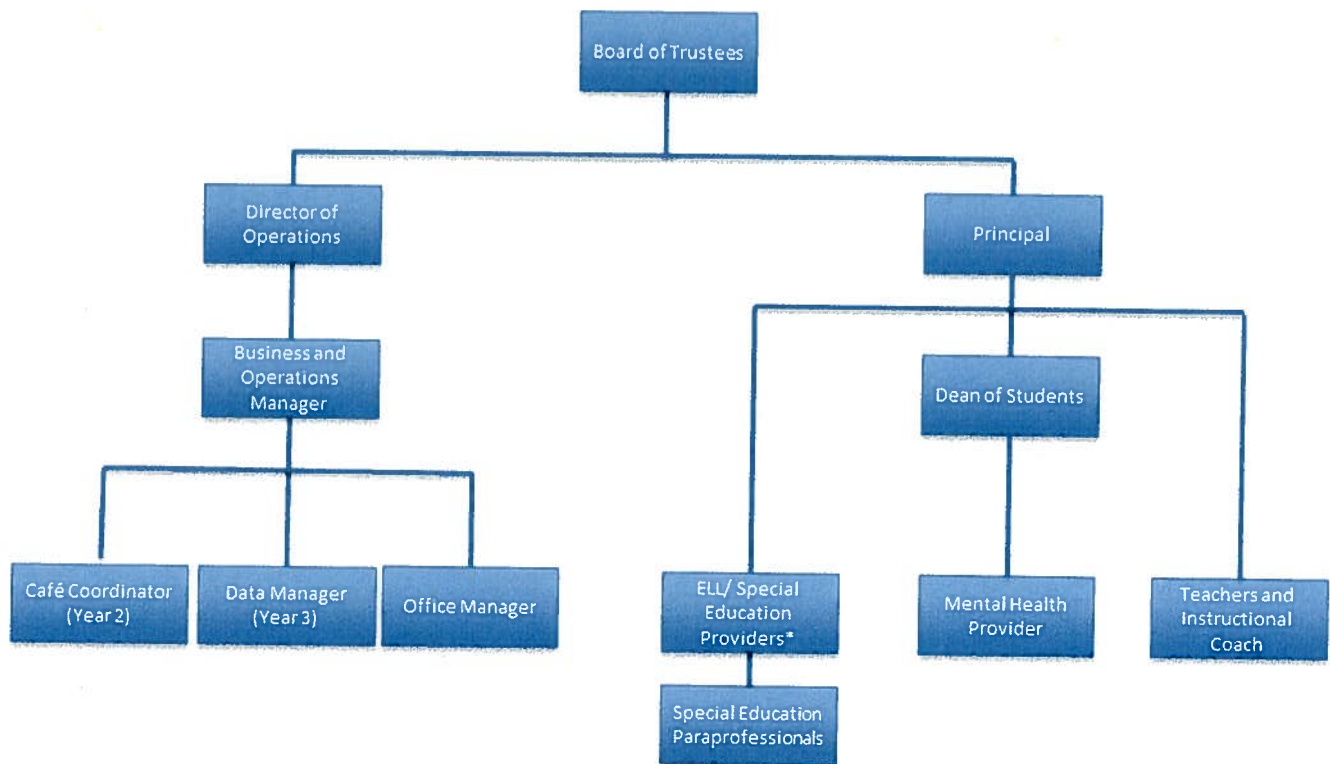 Board of Trustees
Director of
Operations
Principal
Business and
Operations
Manager
Dean of Students
Café Coordinator
(Year 2)
Data Manager
(Year 3)
Office Manager
ELL/ Special
Education
Providers*
Mental Health
Provider
Teachers and
Instructional
Coach
Special Education
Paraprofessionals